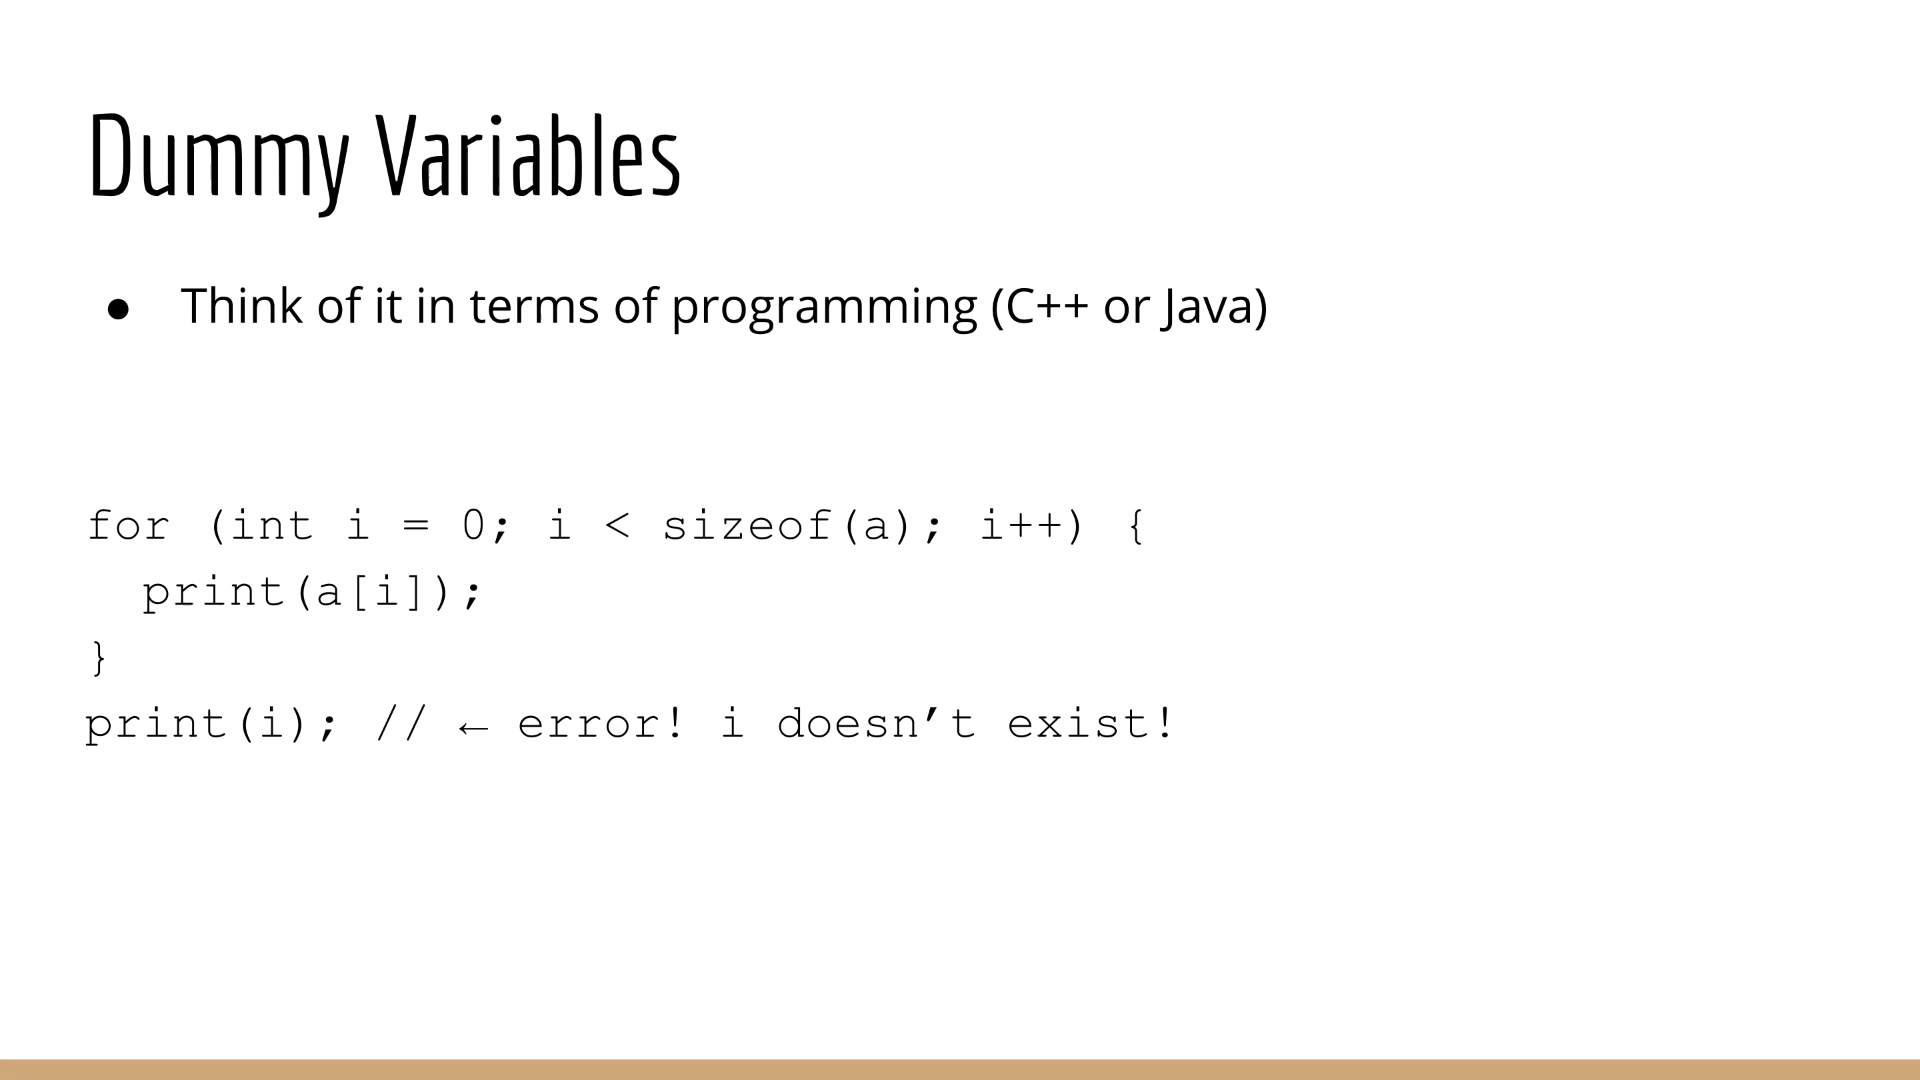 Dummy Variables
● Think of it in terms of programming (C++ or Java)
for (int i = 0; i < sizeof(a); i++) {
  print(a[i]);
}
print(i); // ← error! i doesn’t exist!